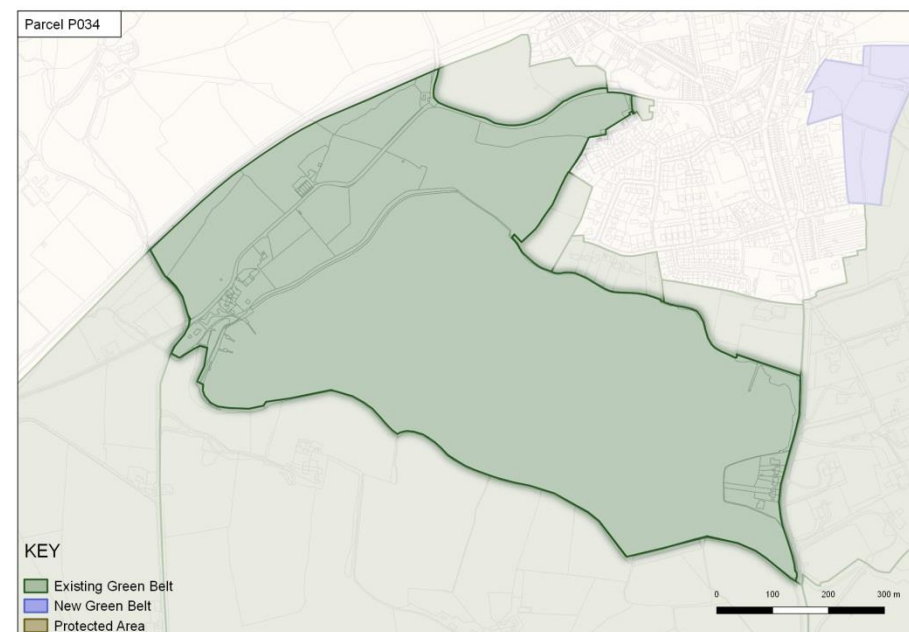 Parcel P034
KEY
Existing Green Belt
New Green Belt
Protected Area
0 100 200 300 m